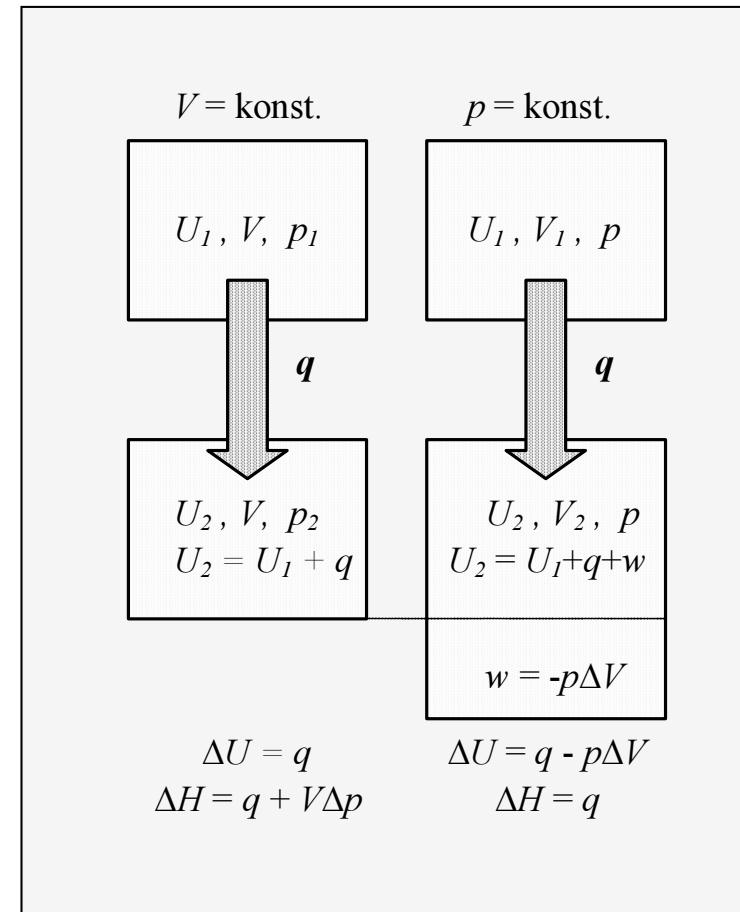 V = konst.
p = konst.
U₁ , V, p₁
U₁ , V₁ , p
q
q
U₂ , V, p₂
U₂ = U₁ + q
U₂ , V₂ , p
U₂ = U₁+q+w
w = -pΔV
ΔU = q
ΔH = q + VΔp
ΔU = q - pΔV
ΔH = q